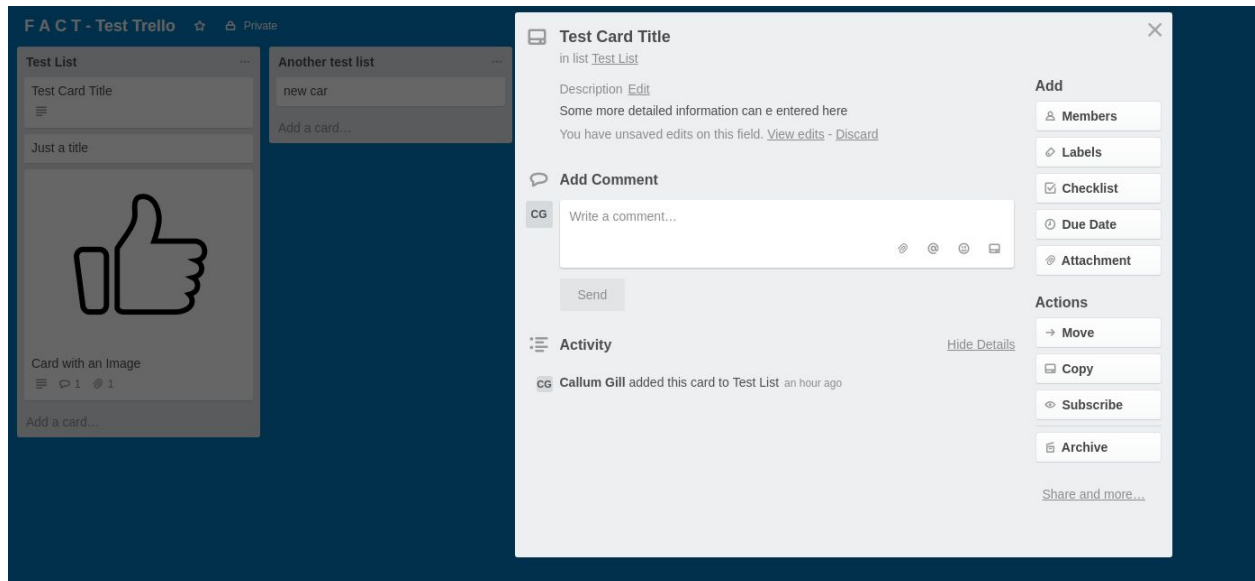 F A C T - Test Trello
Private
Test List
Test Card Title
Just a title
Card with an Image
1 1
Add a card…
Another test list
new car
Add a card…
Test Card Title
in list Test List
Description Edit
Some more detailed information can e entered here
You have unsaved edits on this field. View edits - Discard
Add Comment
CG
Write a comment…
Send
Activity
Hide Details
CG Callum Gill added this card to Test List an hour ago
Add
Members
Labels
Checklist
Due Date
Attachment
Actions
Move
Copy
Subscribe
Archive
Share and more…